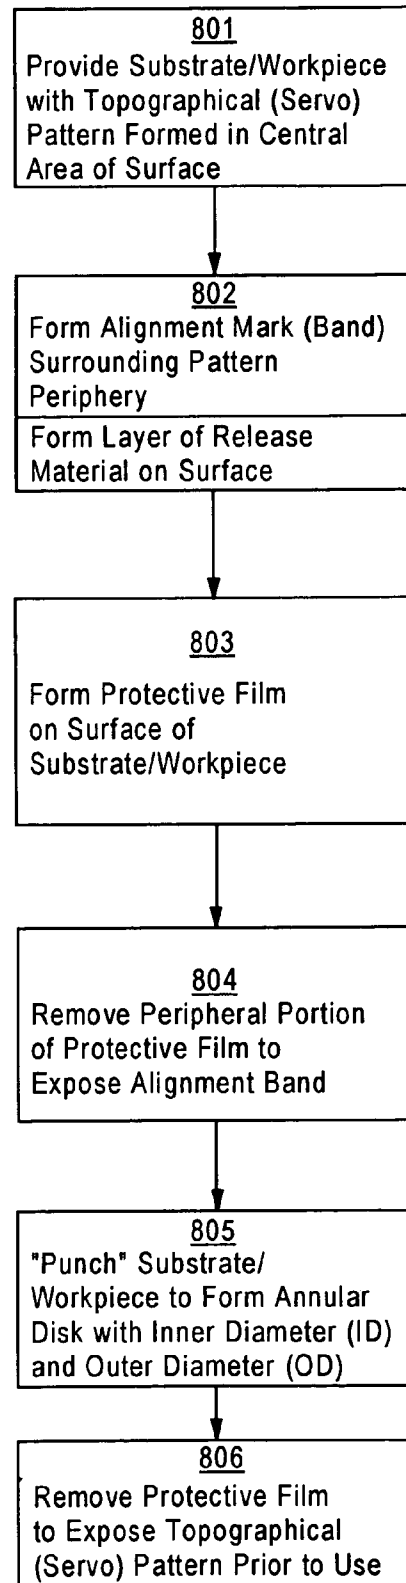 801
Provide Substrate/Workpiece
with Topographical (Servo)
Pattern Formed in Central
Area of Surface
802
Form Alignment Mark (Band)
Surrounding Pattern
Periphery
Form Layer of Release
Material on Surface
803
Form Protective Film
on Surface of
Substrate/Workpiece
804
Remove Peripheral Portion
of Protective Film to
Expose Alignment Band
805
"Punch" Substrate/
Workpiece to Form Annular
Disk with Inner Diameter (ID)
and Outer Diameter (OD)
806
Remove Protective Film
to Expose Topographical
(Servo) Pattern Prior to Use